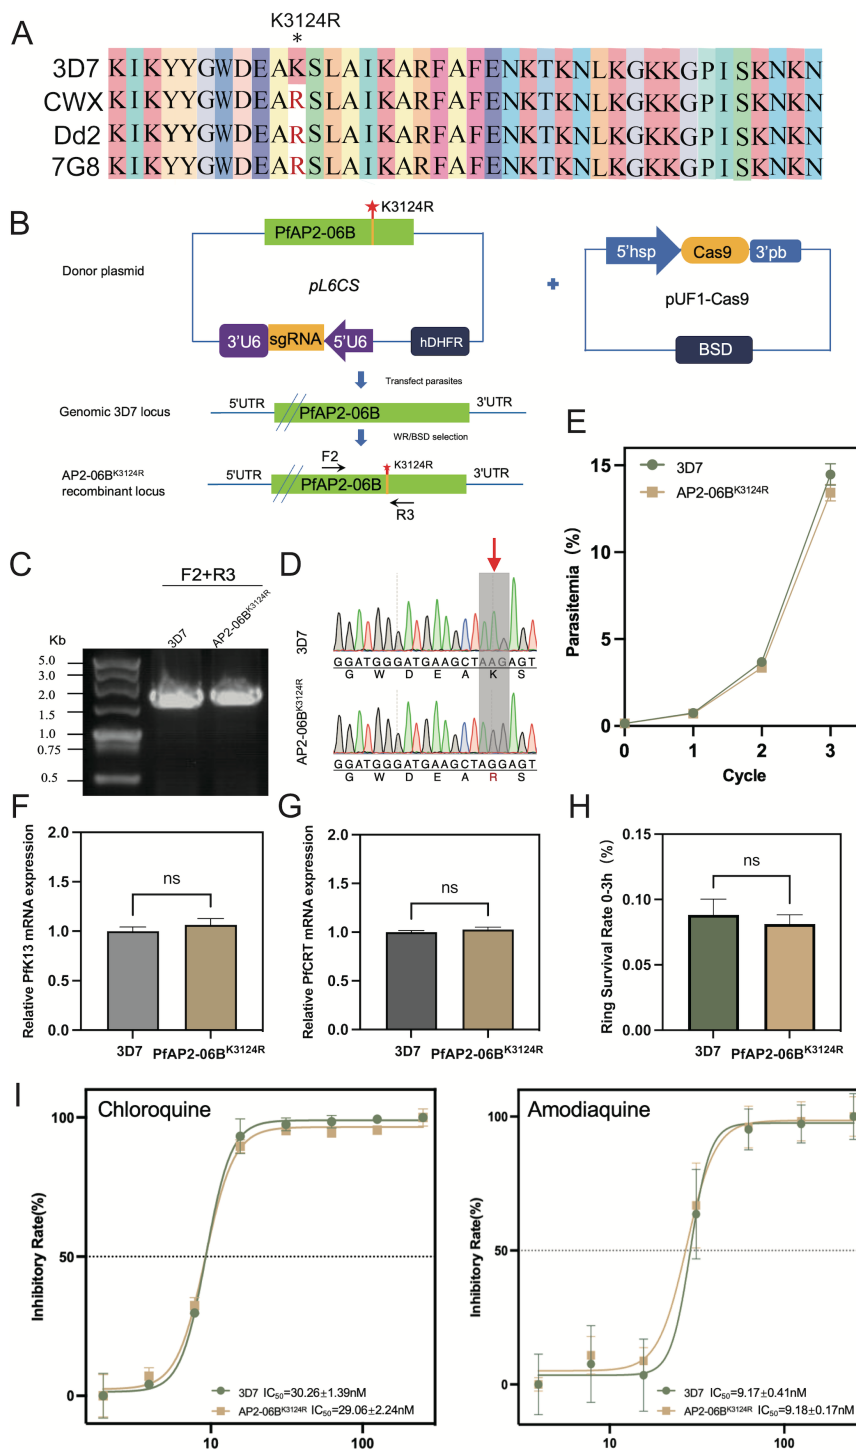 A
K3124R
*
3D7 KIKYYGWDEAKSLAIKARFAFENKTKNLKGKKGPISKNKN
CWX KIKYYGWDEARSLAIKARFAFENKTKNLKGKKGPISKNKN
Dd2 KIKYYGWDEARSLAIKARFAFENKTKNLKGKKGPISKNKN
7G8 KIKYYGWDEARSLAIKARFAFENKTKNLKGKKGPISKNKN
B
K3124R
PfAP2-06B
Donor plasmid
pL6CS
3'U6 sgRNA 5'U6 hDHFR
5'hsp Cas9 3'pb
pUF1-Cas9
BSD
Transfect parasites
Genomic 3D7 locus
5'UTR PfAP2-06B 3'UTR
WR/BSD selection
AP2-06BK3124R
recombinant locus
5'UTR F2 PfAP2-06B K3124R 3'UTR
R3
C
F2+R3
3D7 AP2-06BK3124R
Kb
5.0
3.0
2.0
1.5
1.0
0.75
0.5
D
3D7
GGATGGGATGAAGCTAAGAGT
G W D E A K S
AP2-06BK3124R
GGATGGGATGAAGCTAGGAGT
G W D E A R S
E
3D7
AP2-06BK3124R
Parasitemia (%)
15
10
5
0
0 1 2 3
Cycle
F
Relative PfK13 mRNA expression
2.0
1.5
1.0
0.5
0.0
ns
3D7 PfAP2-06BK3124R
G
Relative PfCRT mRNA expression
2.0
1.5
1.0
0.5
0.0
ns
3D7 PfAP2-06BK3124R
H
Ring Survival Rate 0-3h (%)
0.15
0.10
0.05
0.00
ns
3D7 PfAP2-06BK3124R
I
Chloroquine
Inhibitory Rate(%)
100
50
0
3D7 IC50=30.26±1.39nM
AP2-06BK3124R IC50=29.06±2.24nM
10 100
Amodiaquine
Inhibitory Rate(%)
100
50
0
3D7 IC50=9.17±0.41nM
AP2-06BK3124R IC50=9.18±0.17nM
10 100